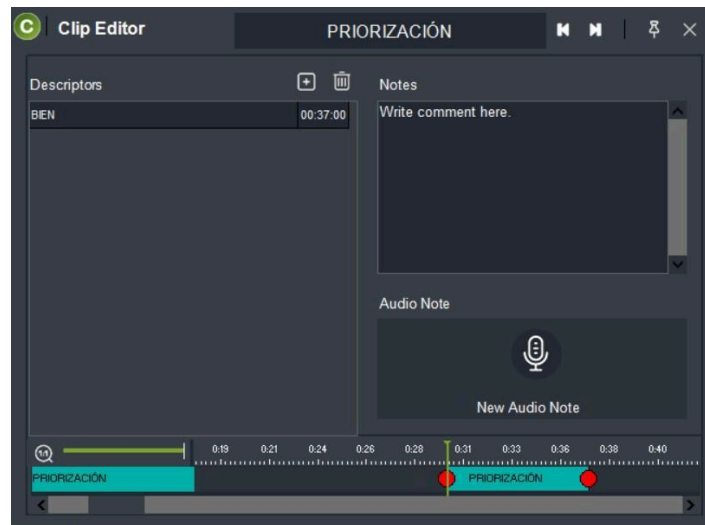 C Clip Editor PRIORIZACIÓN
Descriptors Notes
BIEN 00:37:00 Write comment here.
Audio Note
New Audio Note
1:1 0:19 0:21 0:24 0:26 0:28 0:31 0:33 0:36 0:38 0:40
PRIORIZACIÓN PRIORIZACIÓN